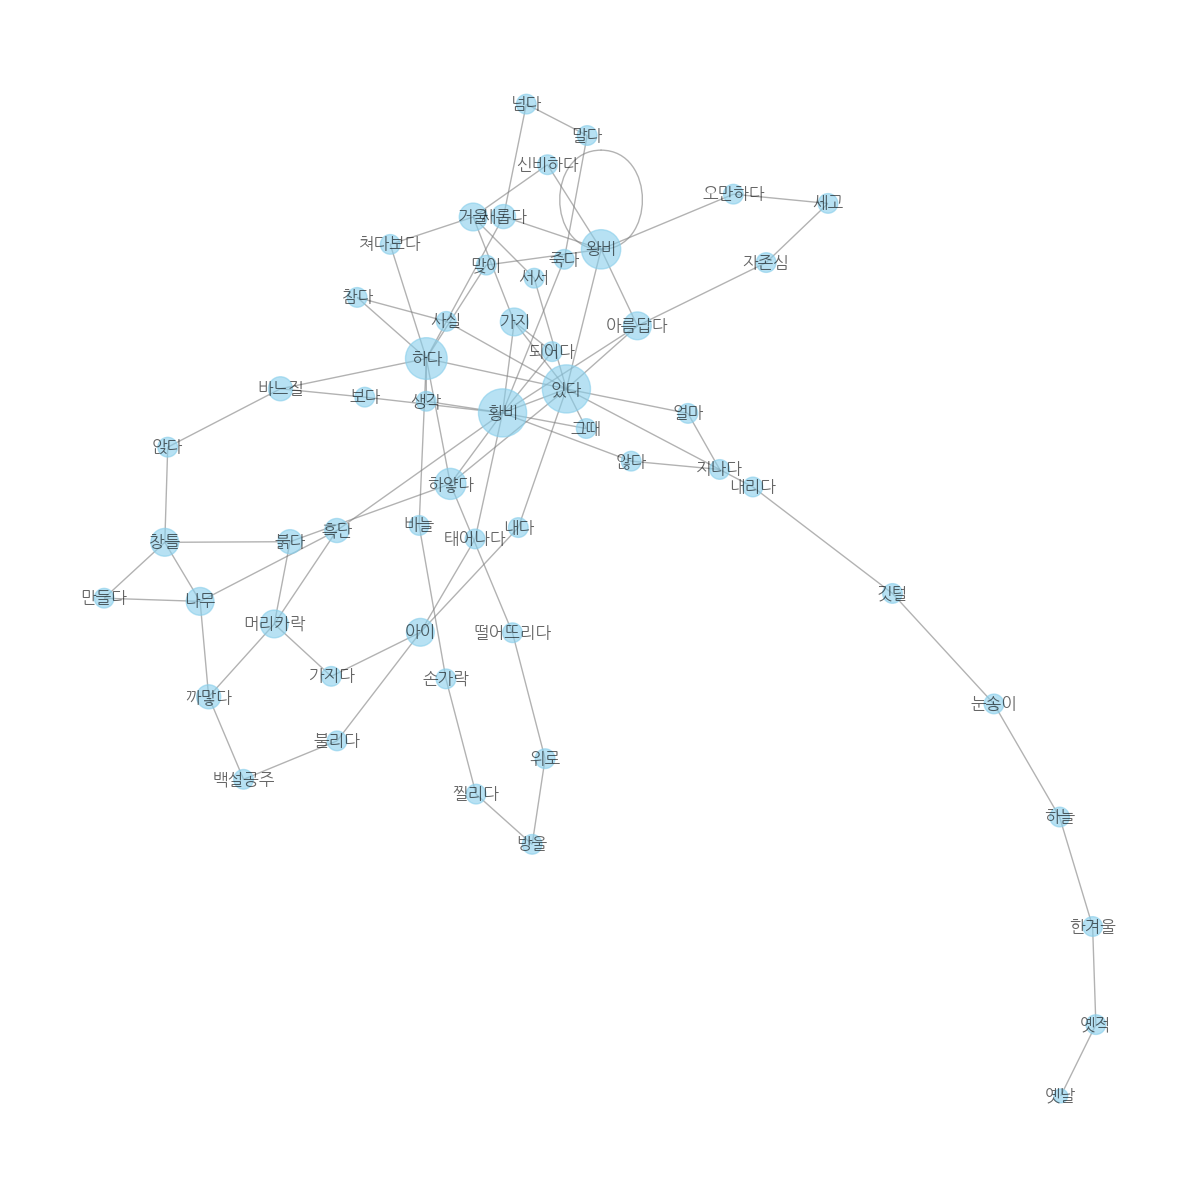 넘다
말다
신비하다
오만하다
세고
거울
새롭다
쳐다보다
왕비
죽다
맞이
자존심
서서
참다
사실
가지
아름답다
되어다
하다
바느질
있다
보다
생각
황비
얼마
그때
앉다
않다
지나다
하얗다
내리다
바늘
내다
흑단
태어나다
창틀
붉다
깃털
만들다
나무
머리카락
아이
떨어뜨리다
가지다
손가락
까맣다
눈송이
불리다
위로
백설공주
찔리다
하늘
방울
한겨울
옛적
옛날